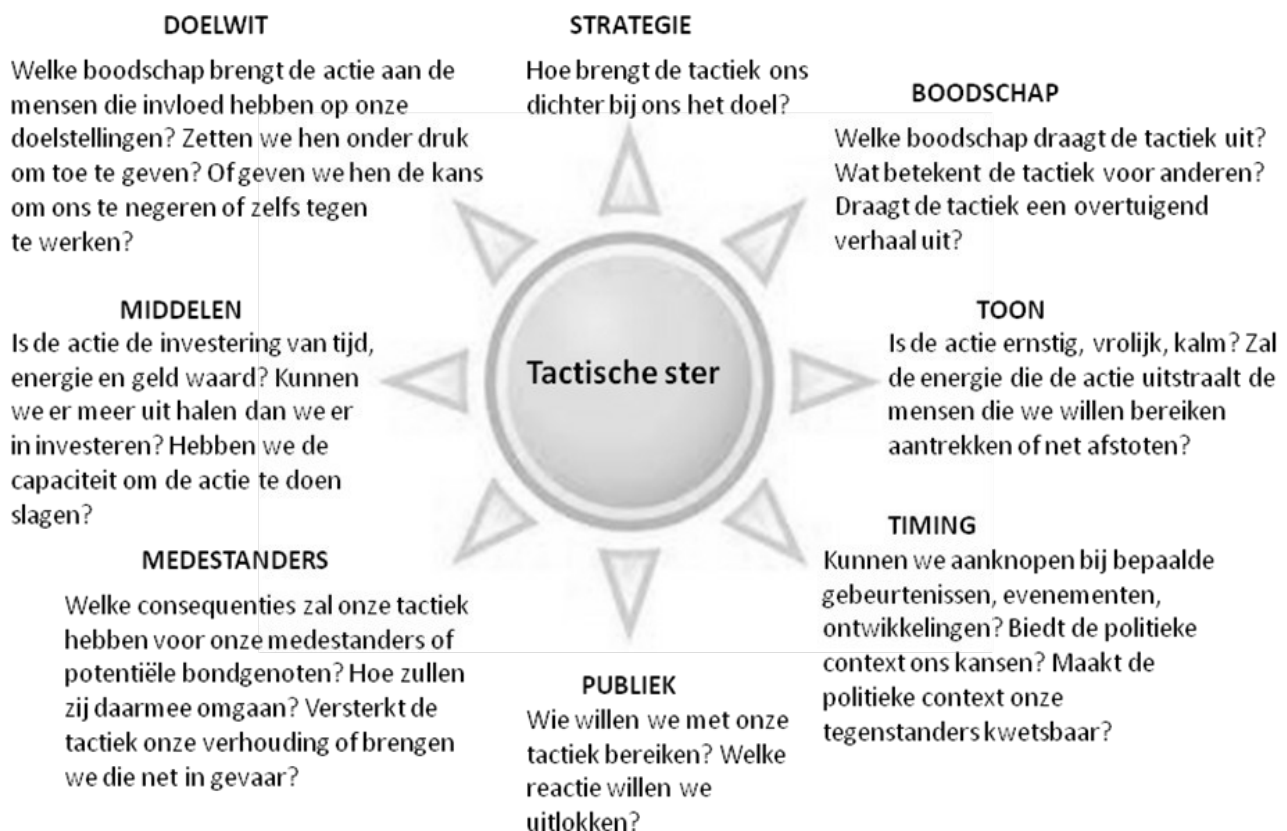 DOELWIT
Welke boodschap brengt de actie aan de
mensen die invloed hebben op onze
doelstellingen? Zetten we hen onder druk
om toe te geven? Of geven we hen de kans
om ons te negeren of zelfs tegen
te werken?
STRATEGIE
Hoe brengt de tactiek ons
dichter bij ons het doel?
BOODSCHAP
Welke boodschap draagt de tactiek uit?
Wat betekent de tactiek voor anderen?
Draagt de tactiek een overtuigend
verhaal uit?
MIDDELEN
Is de actie de investering van tijd,
energie en geld waard? Kunnen
we er meer uit halen dan we er
in investeren? Hebben we de
capaciteit om de actie te doen
slagen?
Tactische ster
TOON
Is de actie ernstig, vrolijk, kalm? Zal
de energie die de actie uitstraalt de
mensen die we willen bereiken
aantrekken of net afstoten?
MEDESTANDERS
Welke consequenties zal onze tactiek
hebben voor onze medestanders of
potentiële bondgenoten? Hoe zullen
zij daarmee omgaan? Versterkt de
tactiek onze verhouding of brengen
we die net in gevaar?
PUBLIEK
Wie willen we met onze
tactiek bereiken? Welke
reactie willen we
uitlokken?
TIMING
Kunnen we aanknopen bij bepaalde
gebeurtenissen, evenementen,
ontwikkelingen? Biedt de politieke
context ons kansen? Maakt de
politieke context onze
tegenstanders kwetsbaar?